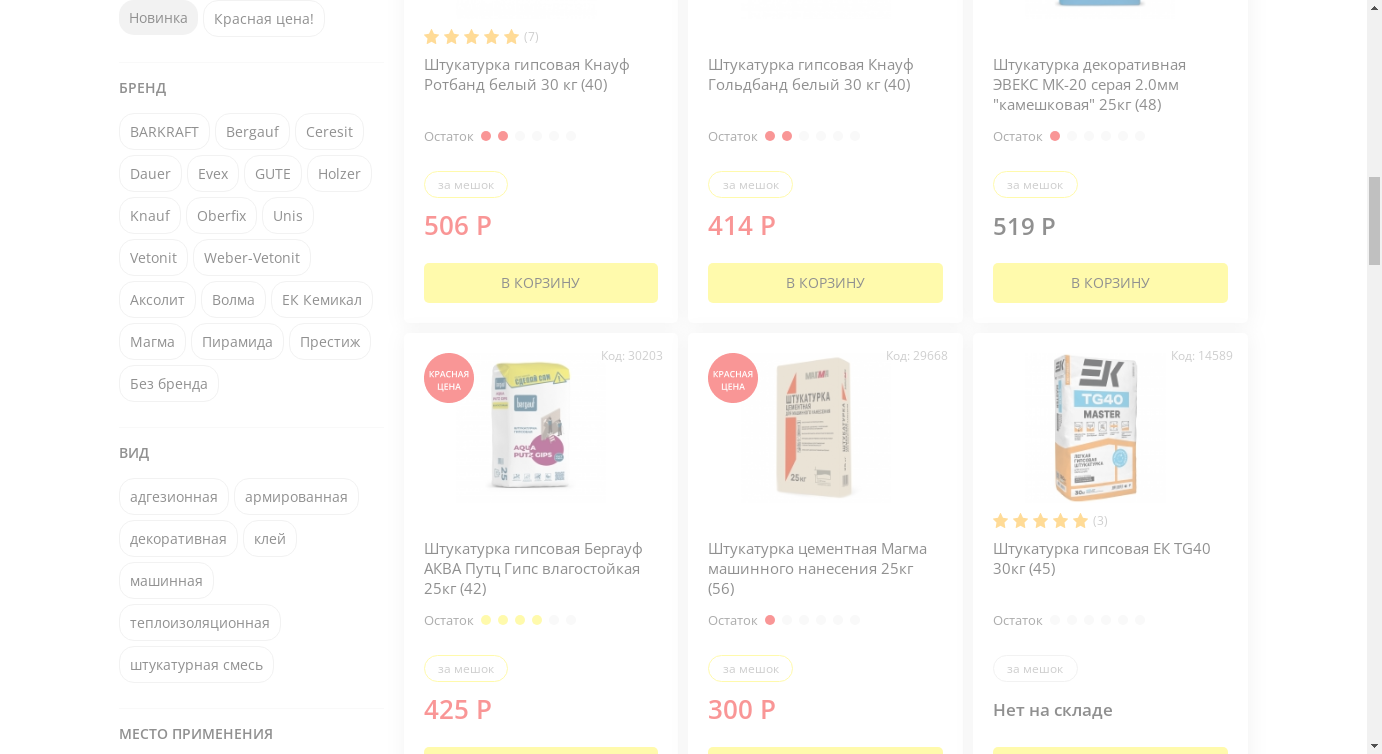 Новинка
Красная цена!
БРЕНД
BARKRAFT
Bergauf
Ceresit
Dauer
Evex
GUTE
Holzer
Knauf
Oberfix
Unis
Vetonit
Weber-Vetonit
Аксолит
Волма
ЕК Кемикал
Магма
Пирамида
Престиж
Без бренда
ВИД
адгезионная
армированная
декоративная
клей
машинная
теплоизоляционная
штукатурная смесь
МЕСТО ПРИМЕНЕНИЯ
(7)
Штукатурка гипсовая Кнауф
Ротбанд белый 30 кг (40)
Остаток
за мешок
506 Р
В КОРЗИНУ
Штукатурка гипсовая Кнауф
Гольдбанд белый 30 кг (40)
Остаток
за мешок
414 Р
В КОРЗИНУ
Штукатурка декоративная
ЭВЕКС МК-20 серая 2.0мм
"камешковая" 25кг (48)
Остаток
за мешок
519 Р
В КОРЗИНУ
КРАСНАЯ
ЦЕНА
Код: 30203
bergauf
AQUA
PUTZ GIPS
25
Штукатурка гипсовая Бергауф
АКВА Путц Гипс влагостойкая
25кг (42)
Остаток
за мешок
425 Р
КРАСНАЯ
ЦЕНА
Код: 29668
ШТУКАТУРКА
ЦЕМЕНТНАЯ
25кг
Штукатурка цементная Магма
машинного нанесения 25кг
(56)
Остаток
за мешок
300 Р
Код: 14589
ЕК
TG40
MASTER
ЛЕГКАЯ
ГИПСОВАЯ
ШТУКАТУРКА
(3)
Штукатурка гипсовая ЕК TG40
30кг (45)
Остаток
за мешок
Нет на складе